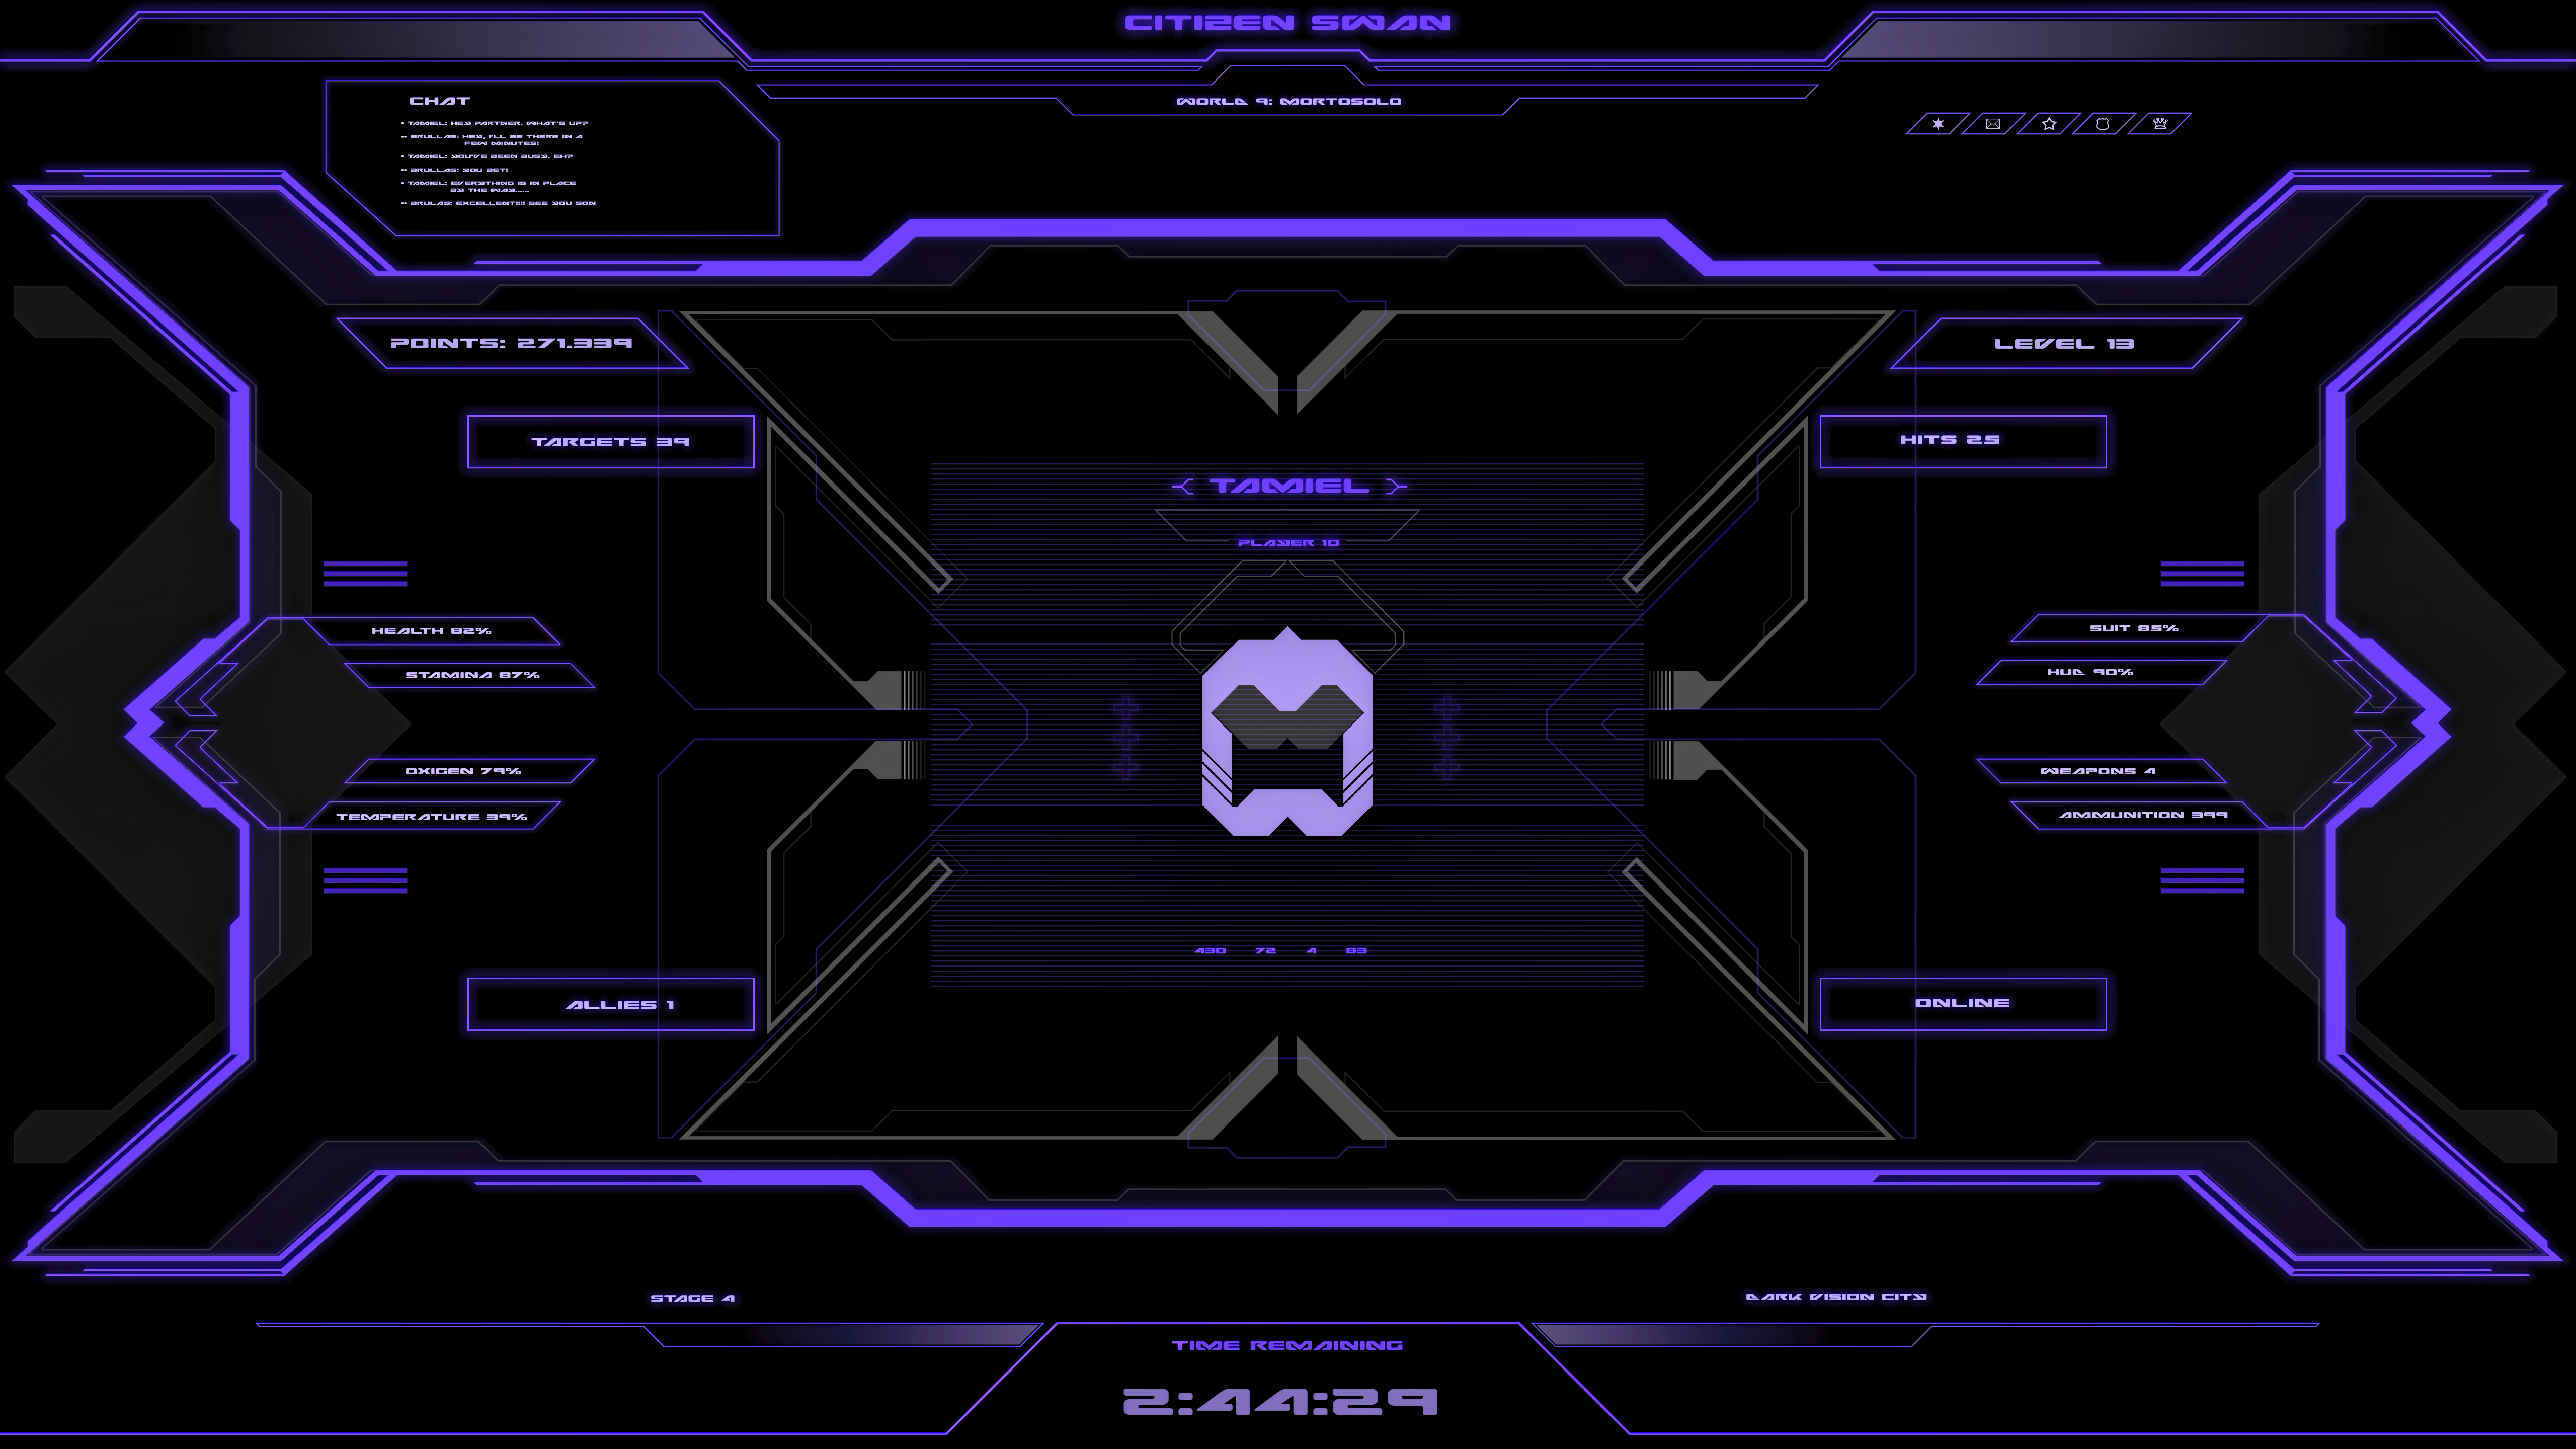 CITIZEN SWAN
WORLD 9: MORTOSOLO
CHAT
• TAMIEL: HEY PARTNER, WHAT'S UP?
•• BRULLAS: HEY, I'LL BE THERE IN A
FEW MINUTES!
• TAMIEL: YOU'VE BEEN BUSY, EH?
•• BRULLAS: YOU BET!
• TAMIEL: EVERYTHING IS IN PLACE
BY THE WAY.....
•• BRULAS: EXCELLENT!!!! SEE YOU SON
POINTS: 271.339
LEVEL 13
TARGETS 39
HITS 25
TAMIEL
PLAYER 10
HEALTH 82%
STAMINA 87%
OXIGEN 79%
TEMPERATURE 39%
SUIT 85%
HUD 90%
WEAPONS 4
AMMUNITION 399
430 72 4 83
ALLIES 1
ONLINE
STAGE 4
DARK VISION CITY
TIME REMAINING
2:44:29